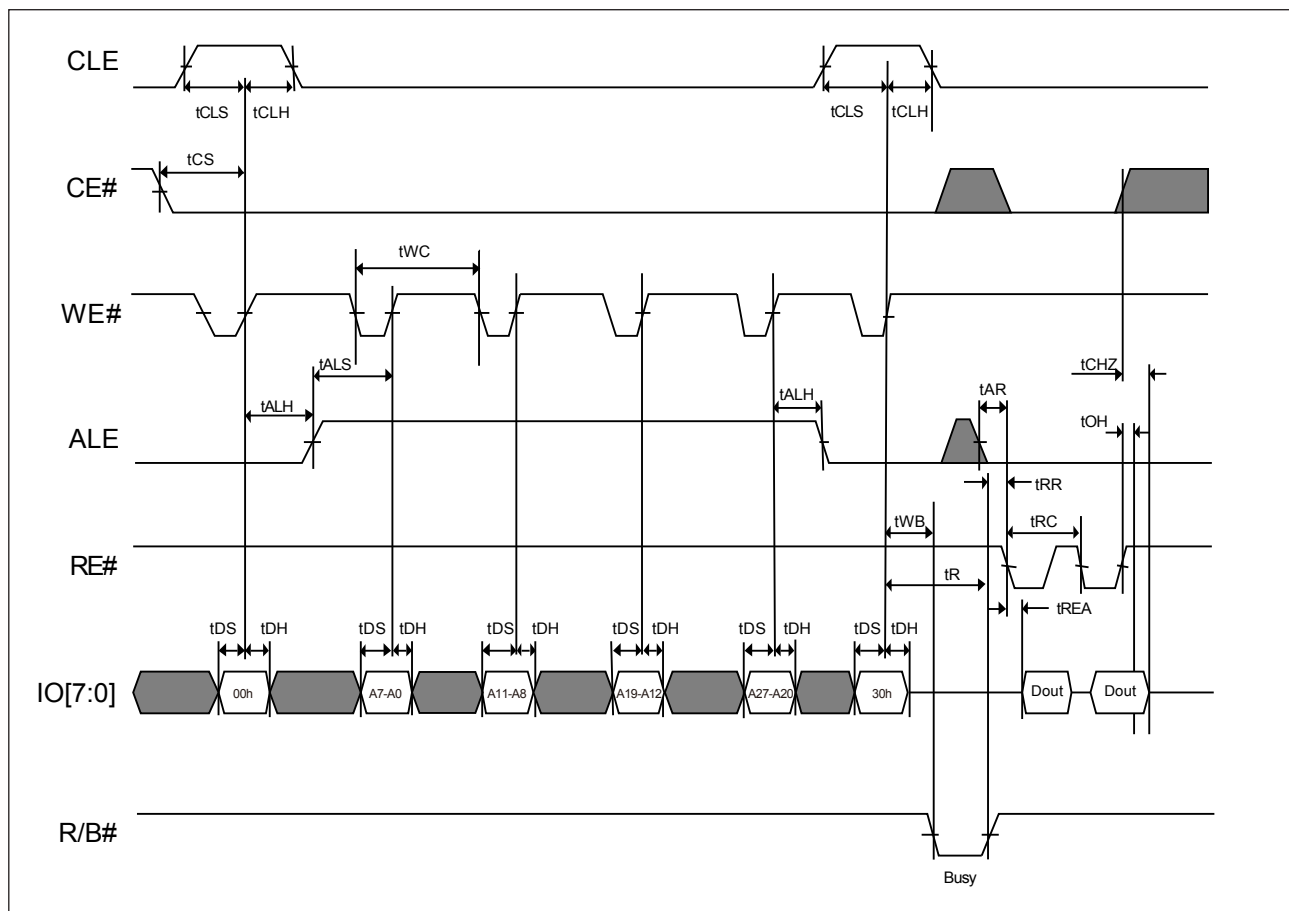 CLE
tCLS tCLH tCLS tCLH
CE#
tCS
WE#
tWC
tALS
tCHZ
ALE
tALH tALH
tAR
tOH
tRR
RE#
tWB tRC
tR
tREA
tDS tDH tDS tDH tDS tDH tDS tDH tDS tDH tDS tDH
IO[7:0] 00h A7-A0 A11-A8 A19-A12 A27-A20 30h Dout Dout
R/B#
Busy